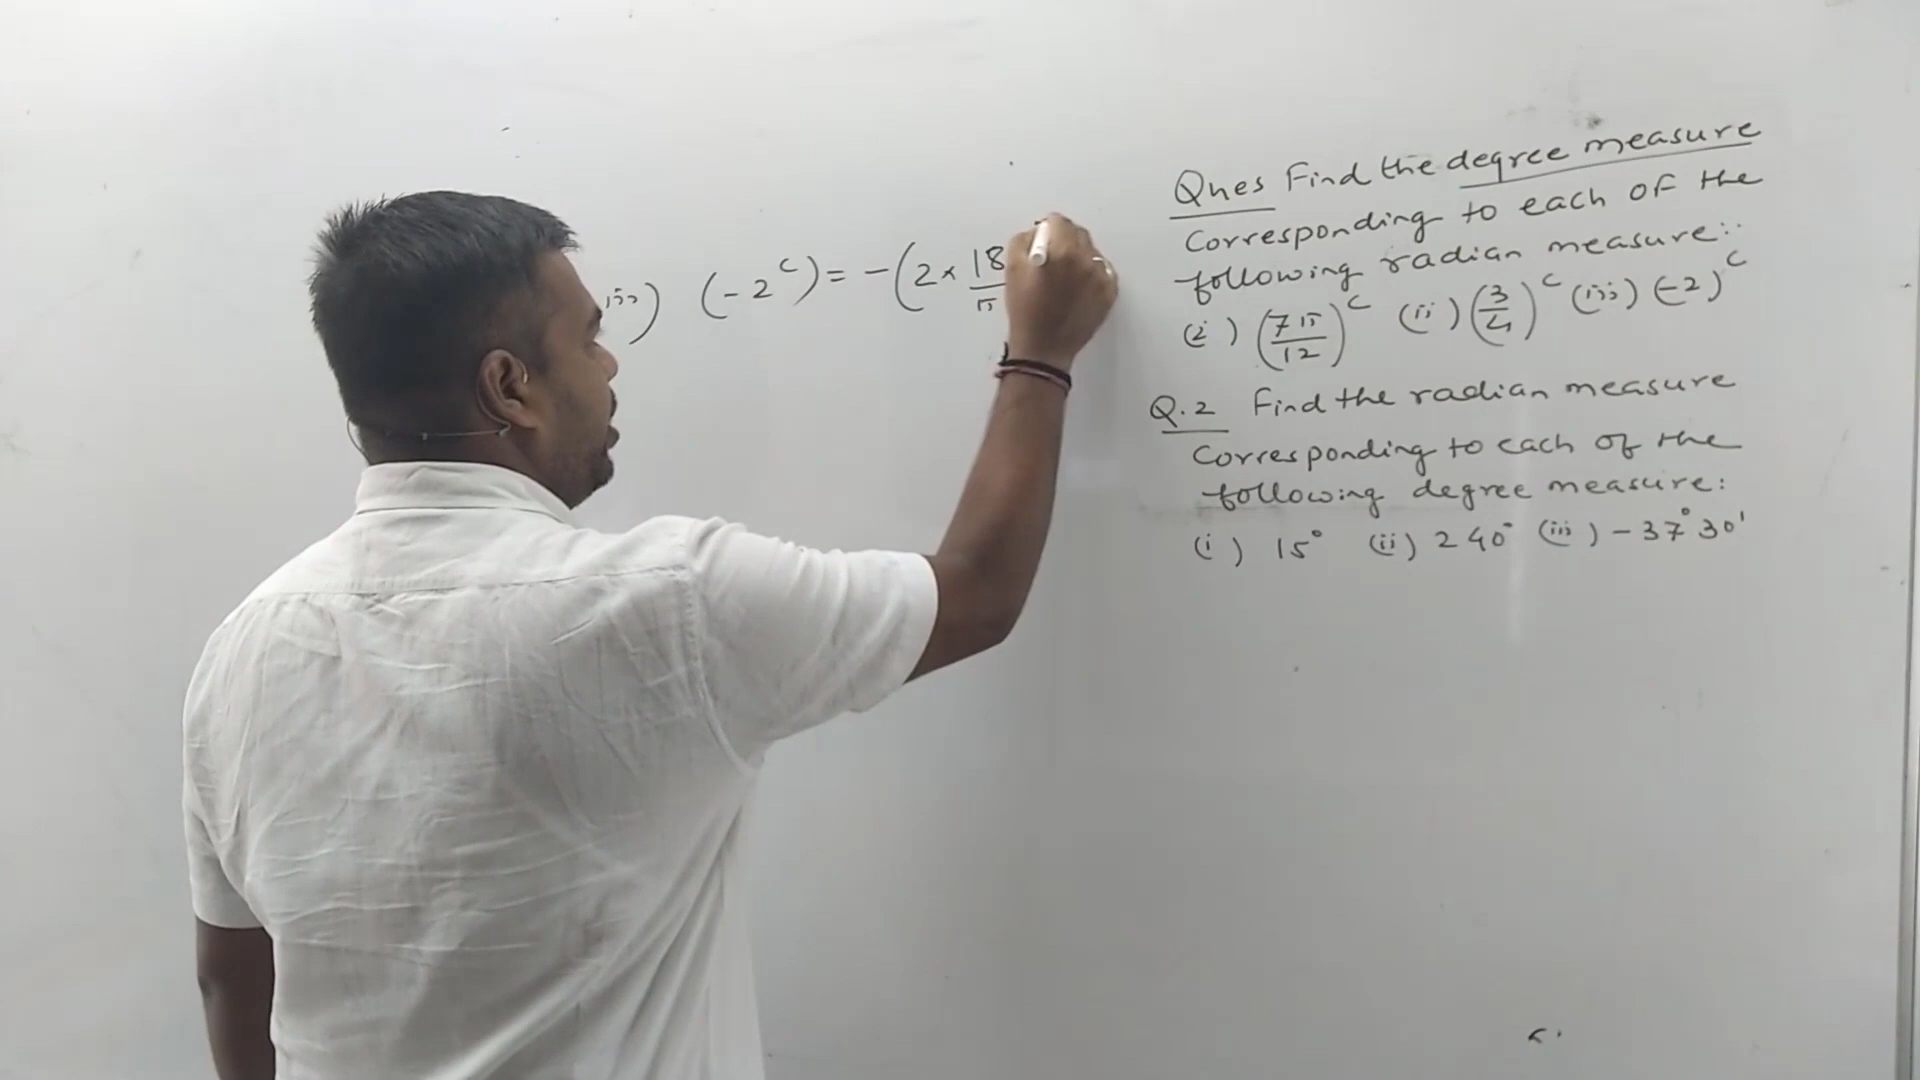 iii) (-2ᶜ) = -(2 × 18/π
Ques Find the degree measure
Corresponding to each of the
following radian measure:·
(i) (7π/12)ᶜ (ii) (3/4)ᶜ (iii) (-2)ᶜ
Q.2 Find the radian measure
Corresponding to each of the
following degree measure:
(i) 15° (ii) 240° (iii) -37°30'